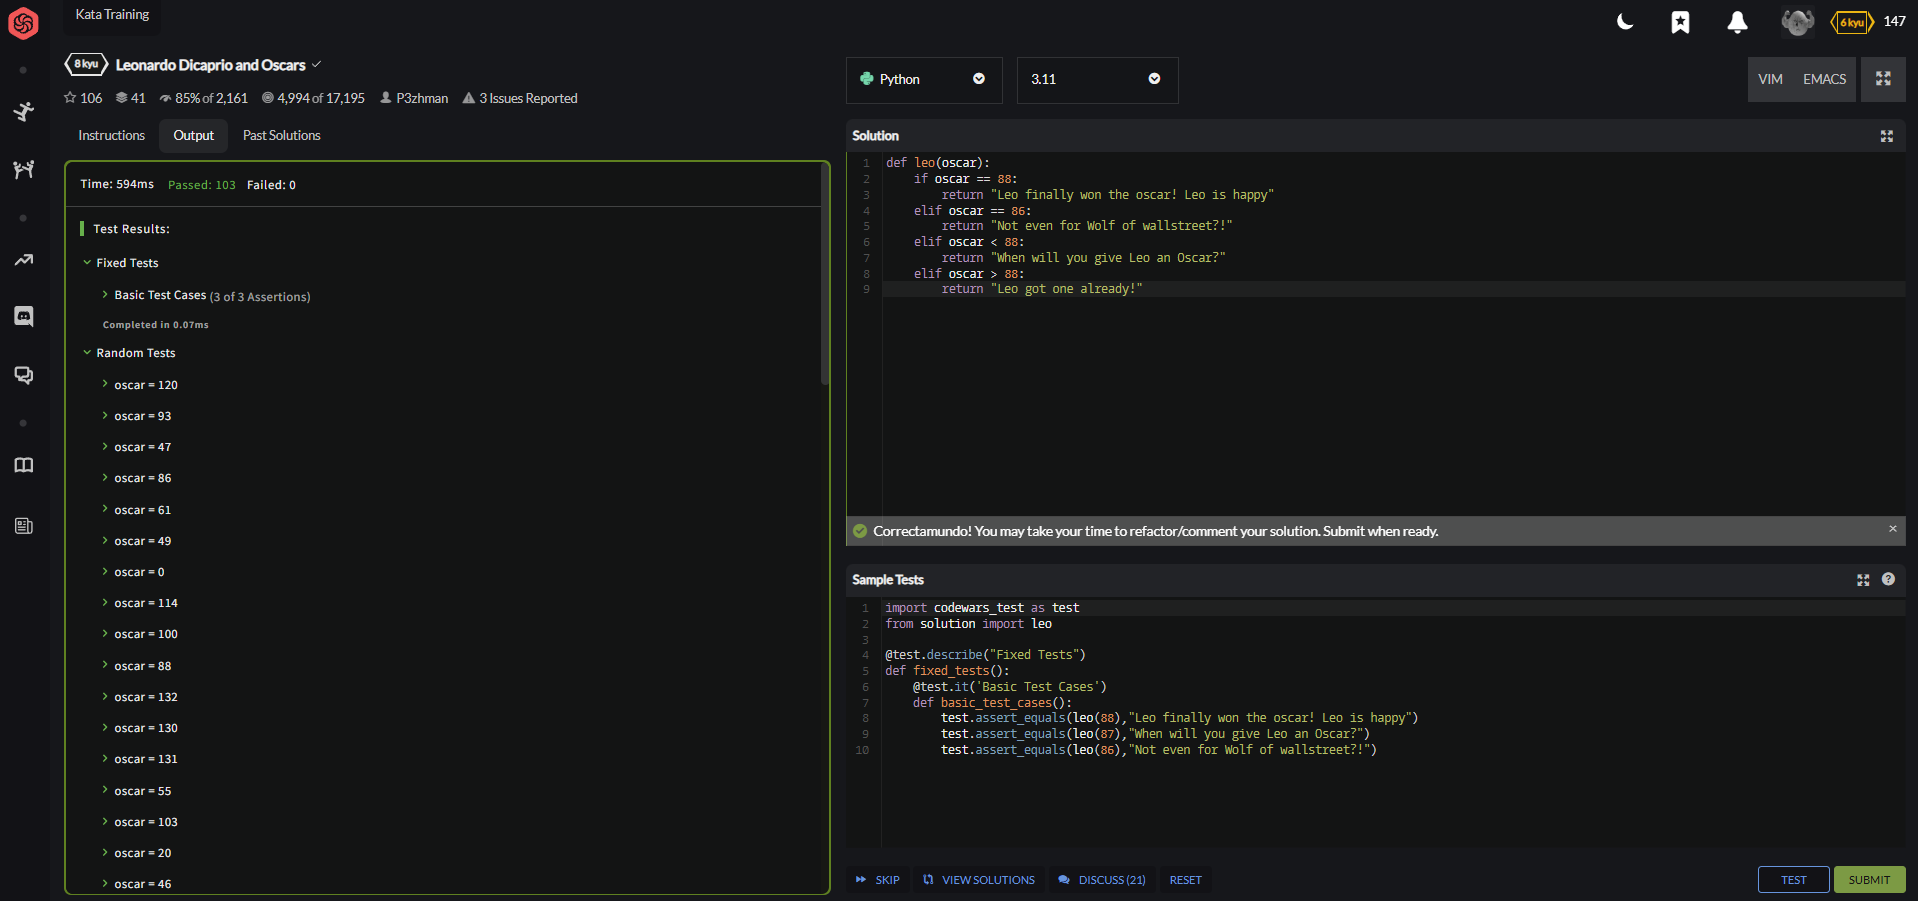 Kata Training
6 kyu 147
8 kyu Leonardo Dicaprio and Oscars
106 41 85% of 2,161 4,994 of 17,195 P3zhman 3 Issues Reported
Instructions Output Past Solutions
Time: 594ms Passed: 103 Failed: 0
Test Results:
Fixed Tests
Basic Test Cases (3 of 3 Assertions)
Completed in 0.07ms
Random Tests
oscar = 120
oscar = 93
oscar = 47
oscar = 86
oscar = 61
oscar = 49
oscar = 0
oscar = 114
oscar = 100
oscar = 88
oscar = 132
oscar = 130
oscar = 131
oscar = 55
oscar = 103
oscar = 20
oscar = 46
Python 3.11 VIM EMACS
Solution
1 def leo(oscar):
2     if oscar == 88:
3         return "Leo finally won the oscar! Leo is happy"
4     elif oscar == 86:
5         return "Not even for Wolf of wallstreet?!"
6     elif oscar < 88:
7         return "When will you give Leo an Oscar?"
8     elif oscar > 88:
9         return "Leo got one already!"
Correctamundo! You may take your time to refactor/comment your solution. Submit when ready.
Sample Tests
1 import codewars_test as test
2 from solution import leo
3
4 @test.describe("Fixed Tests")
5 def fixed_tests():
6     @test.it('Basic Test Cases')
7     def basic_test_cases():
8         test.assert_equals(leo(88),"Leo finally won the oscar! Leo is happy")
9         test.assert_equals(leo(87),"When will you give Leo an Oscar?")
10         test.assert_equals(leo(86),"Not even for Wolf of wallstreet?!")
SKIP VIEW SOLUTIONS DISCUSS (21) RESET TEST SUBMIT